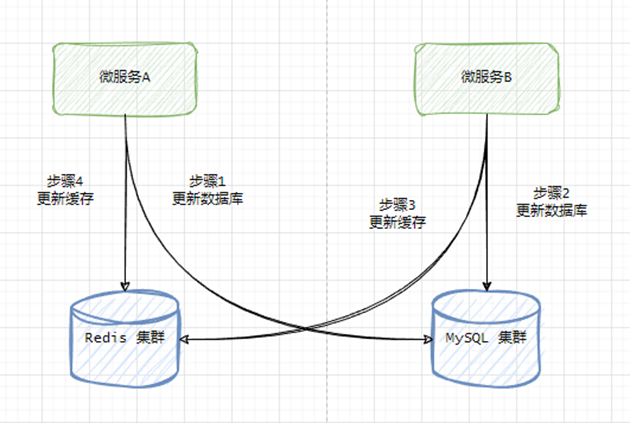 微服务A
微服务B
步骤4
更新缓存
步骤1
更新数据库
步骤3
更新缓存
步骤2
更新数据库
Redis 集群
MySQL 集群